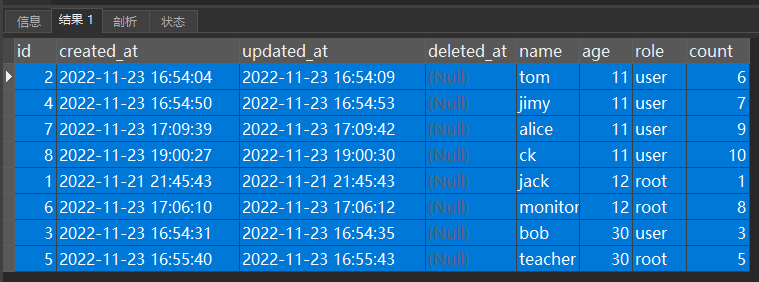 信息 结果 1 剖析 状态
id created_at updated_at deleted_at name age role count
2 2022-11-23 16:54:04 2022-11-23 16:54:09 (Null) tom 11 user 6
4 2022-11-23 16:54:50 2022-11-23 16:54:53 (Null) jimy 11 user 7
7 2022-11-23 17:09:39 2022-11-23 17:09:42 (Null) alice 11 user 9
8 2022-11-23 19:00:27 2022-11-23 19:00:30 (Null) ck 11 user 10
1 2022-11-21 21:45:43 2022-11-21 21:45:43 (Null) jack 12 root 1
6 2022-11-23 17:06:10 2022-11-23 17:06:12 (Null) monitor 12 root 8
3 2022-11-23 16:54:31 2022-11-23 16:54:35 (Null) bob 30 user 3
5 2022-11-23 16:55:40 2022-11-23 16:55:43 (Null) teacher 30 root 5